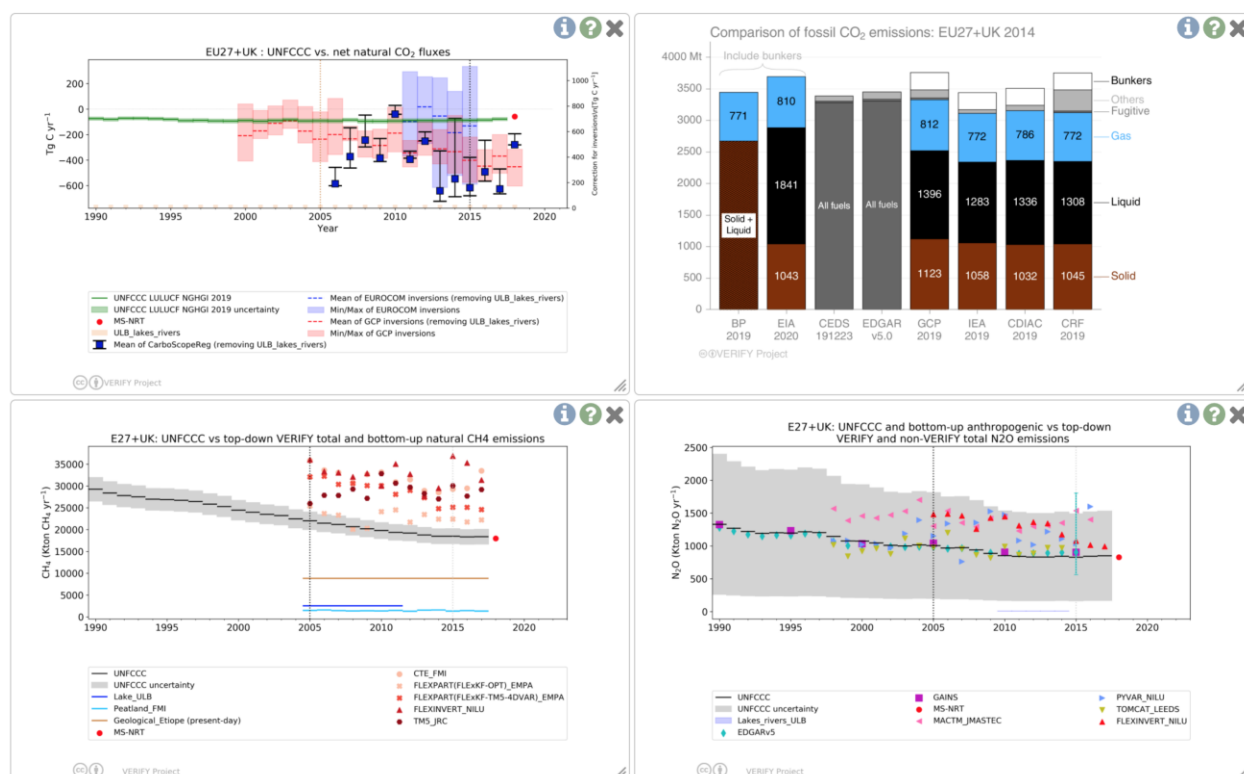 EU27+UK : UNFCCC vs. net natural CO₂ fluxes
200
0
−200
−400
−600
Tg C yr⁻¹
1000
800
600
400
200
0
Correction for inversions\n[Tg C yr⁻¹]
1990 1995 2000 2005 2010 2015 2020
Year
UNFCCC LULUCF NGHGI 2019
UNFCCC LULUCF NGHGI 2019 uncertainty
MS-NRT
ULB_lakes_rivers
Mean of CarboScopeReg (removing ULB_lakes_rivers)
Mean of EUROCOM inversions (removing ULB_lakes_rivers)
Min/Max of EUROCOM inversions
Mean of GCP inversions (removing ULB_lakes_rivers)
Min/Max of GCP inversions
VERIFY Project
Comparison of fossil CO₂ emissions: EU27+UK 2014
4000 Mt
3500
3000
2500
2000
1500
1000
500
0
Include bunkers
771
Solid +
Liquid
810
1841
1043
All fuels
All fuels
812
1396
1123
772
1283
1058
786
1336
1032
772
1308
1045
Bunkers
Others
Fugitive
Gas
Liquid
Solid
BP EIA CEDS EDGAR GCP IEA CDIAC CRF
2019 2020 191223 v5.0 2019 2019 2019 2019
VERIFY Project
E27+UK: UNFCCC vs top-down VERIFY total and bottom-up natural CH4 emissions
35000
30000
25000
20000
15000
10000
5000
0
CH₄ (Kton CH₄ yr⁻¹)
1990 1995 2000 2005 2010 2015 2020
UNFCCC
UNFCCC uncertainty
Lake_ULB
Peatland_FMI
Geological_Etiope (present-day)
MS-NRT
CTE_FMI
FLEXPART(FLExKF-OPT)_EMPA
FLEXPART(FLExKF-TM5-4DVAR)_EMPA
FLEXINVERT_NILU
TM5_JRC
VERIFY Project
E27+UK: UNFCCC and bottom-up anthropogenic vs top-down
VERIFY and non-VERIFY total N2O emissions
2500
2000
1500
1000
500
0
N₂O (Kton N₂O yr⁻¹)
1990 1995 2000 2005 2010 2015 2020
UNFCCC
UNFCCC uncertainty
Lakes_rivers_ULB
EDGARv5
GAINS
MS-NRT
MACTM_JMASTEC
PYVAR_NILU
TOMCAT_LEEDS
FLEXINVERT_NILU
VERIFY Project